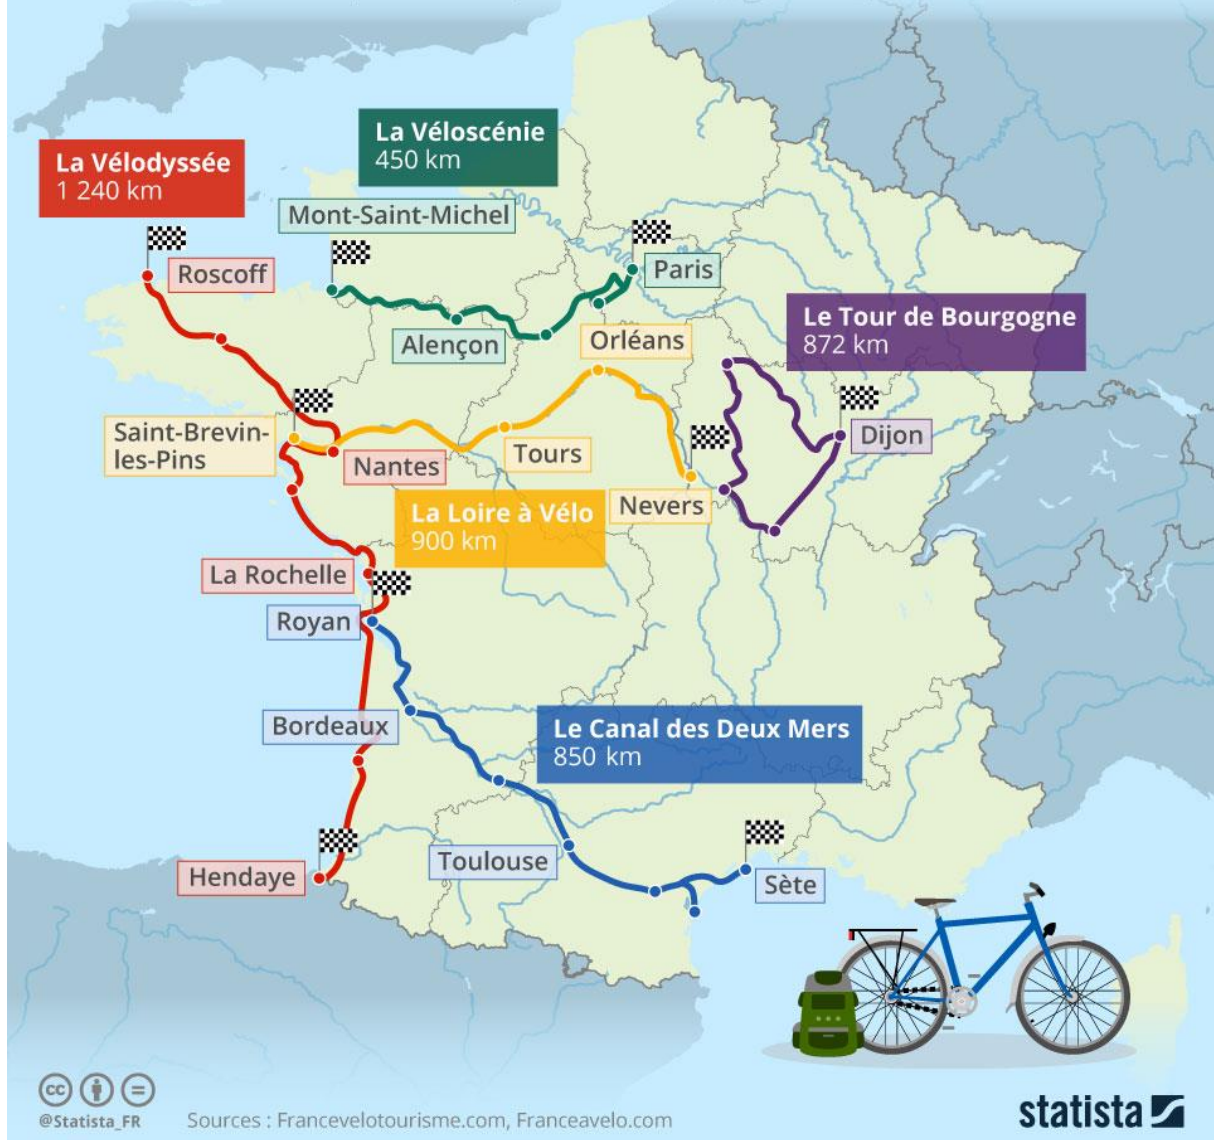 La Véloscénie
450 km
La Vélodyssée
1 240 km
Mont-Saint-Michel
Roscoff
Paris
Alençon
Orléans
Le Tour de Bourgogne
872 km
Saint-Brevin-
les-Pins
Nantes
Tours
Dijon
Nevers
La Loire à Vélo
900 km
La Rochelle
Royan
Bordeaux
Le Canal des Deux Mers
850 km
Toulouse
Hendaye
Sète
cc
@Statista_FR
Sources : Francevelotourisme.com, Franceavelo.com
statista